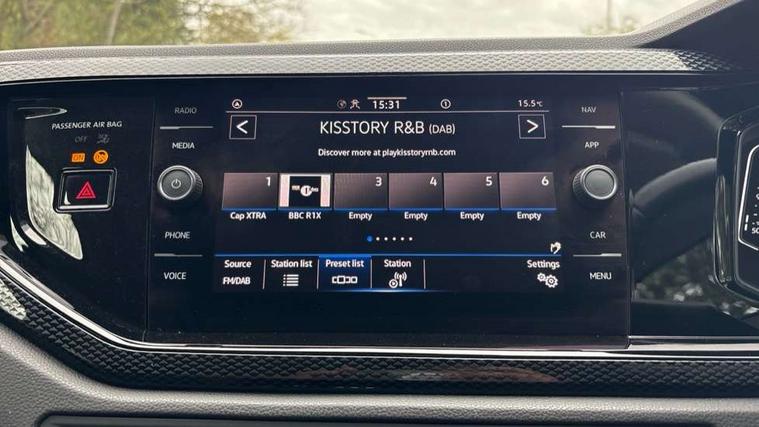 PASSENGER AIR BAG
OFF
ON
RADIO
MEDIA
PHONE
VOICE
15:31
15.5°C
KISSTORY R&B (DAB)
Discover more at playkisstoryrnb.com
1
3
4
5
6
Cap XTRA
BBC R1X
Empty
Empty
Empty
Empty
Source
Station list
Preset list
Station
Settings
FM/DAB
NAV
APP
CAR
MENU